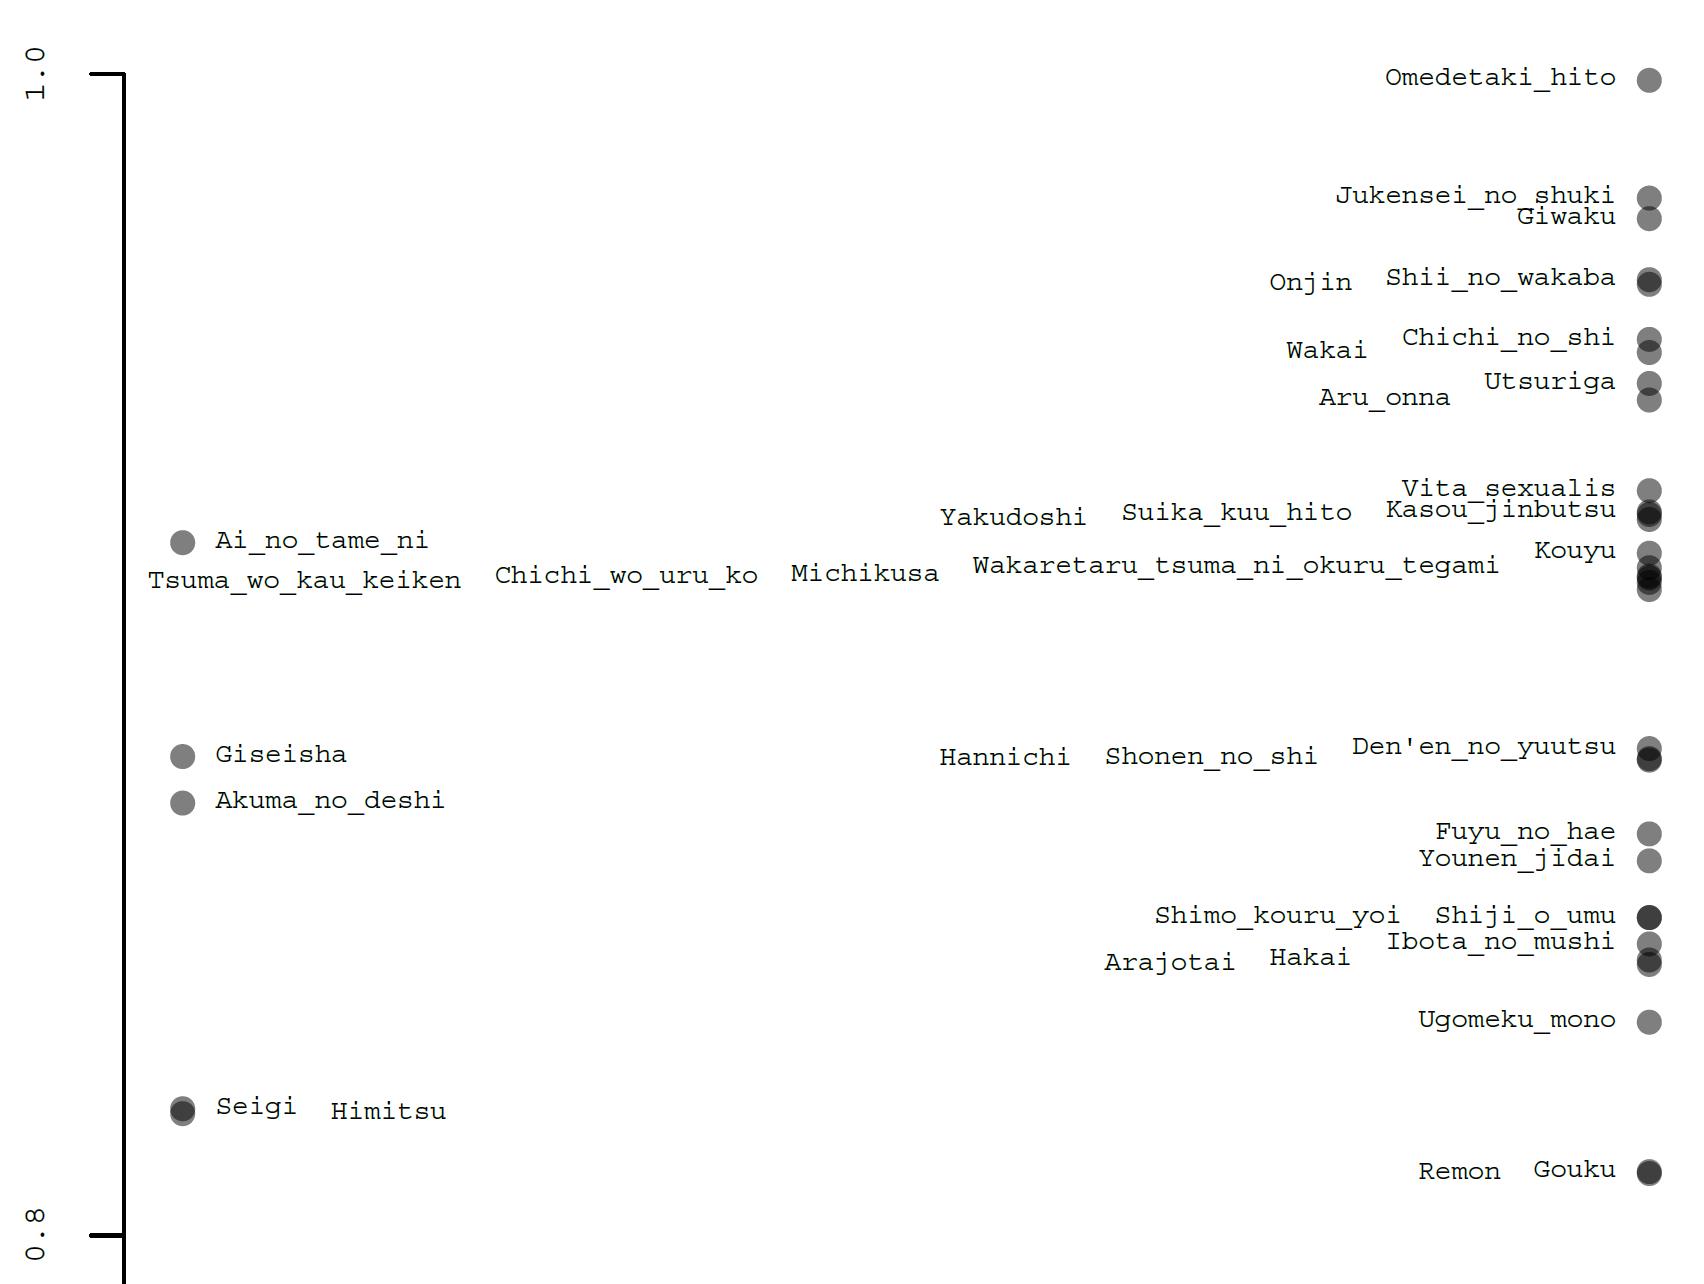 1.0
Omedetaki_hito
Jukensei_no_shuki
Giwaku
Onjin Shii_no_wakaba
Chichi_no_shi
Wakai
Utsuriga
Aru_onna
Vita_sexualis
Yakudoshi Suika_kuu_hito Kasou_jinbutsu
Ai_no_tame_ni
Kouyu
Tsuma_wo_kau_keiken Chichi_wo_uru_ko Michikusa Wakaretaru_tsuma_ni_okuru_tegami
Giseisha Hannichi Shonen_no_shi Den'en_no_yuutsu
Akuma_no_deshi
Fuyu_no_hae
Younen_jidai
Shimo_kouru_yoi Shiji_o_umu
Ibota_no_mushi
Arajotai Hakai
Ugomeku_mono
Seigi Himitsu
Remon Gouku
0.8